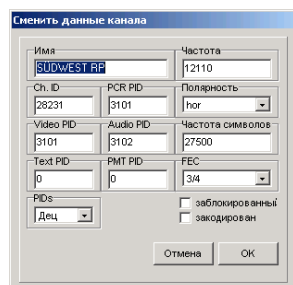 Сменить данные канала
Имя Частота
SÜDWEST RP 12110
Ch. ID PCR PID Полярность
28231 3101 hor
Video PID Audio PID Частота символов
3101 3102 27500
Text PID PMT PID FEC
0 0 3/4
PIDs заблокированный
Дец закодирован
Отмена OK